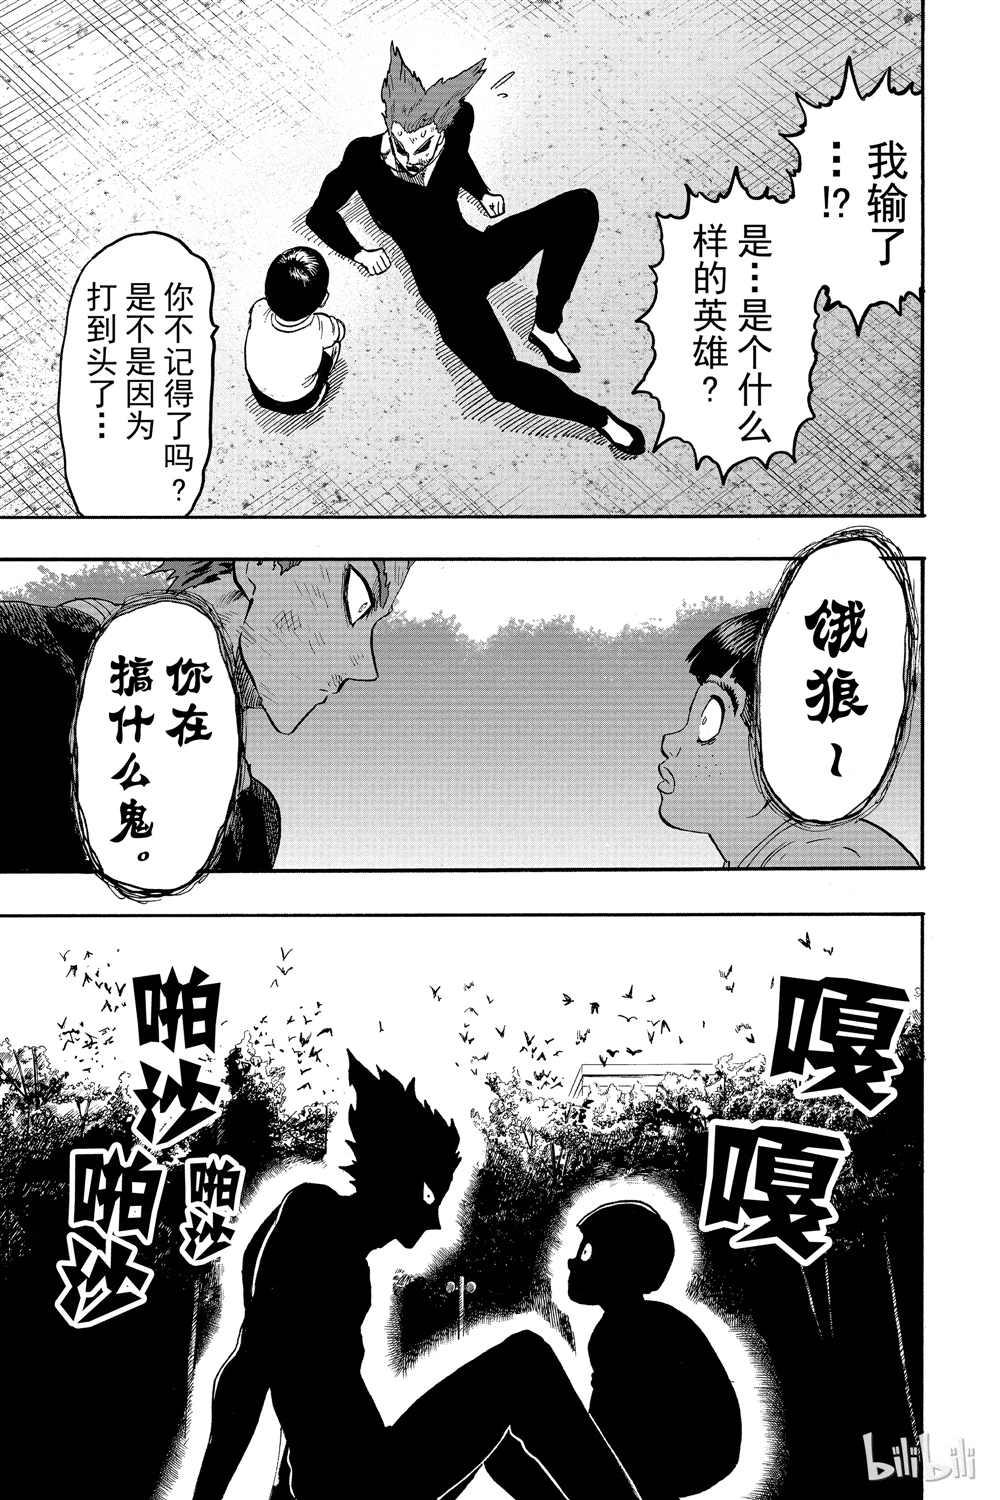 我输了
…!?
是…是个什么
样的英雄？
你不记得了吗？
是不是因为
打到头了…
饿狼～
你在
搞什么鬼。
嘎
嘎
啪沙
啪沙
啪沙
bilibili